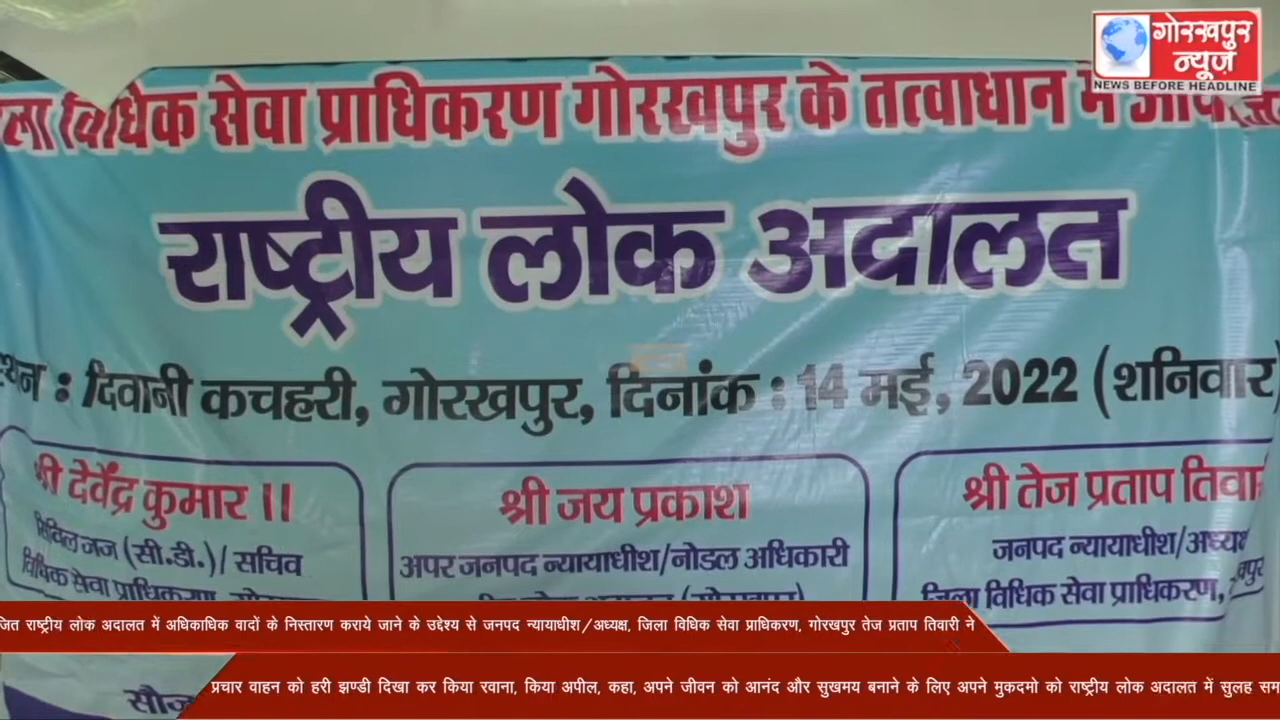 गोरखपुर
न्यूज़
NEWS BEFORE HEADLINE
विधिक सेवा प्राधिकरण गोरखपुर के तत्वाधान में
राष्ट्रीय लोक अदालत
: दिवानी कचहरी, गोरखपुर, दिनांक : 14 मई, 2022 (शनिवार)
श्री देवेंद्र कुमार ।।
सिविल जज (सी.डी.)/ सचिव
विधिक सेवा प्राधिकरण,
श्री जय प्रकाश
अपर जनपद न्यायाधीश/नोडल अधिकारी
श्री तेज प्रताप
जनपद न्यायाधीश/अध्यक्ष
जिला विधिक सेवा प्राधिकरण,
राष्ट्रीय लोक अदालत में अधिकाधिक वादों के निस्तारण कराये जाने के उद्देश्य से जनपद न्यायाधीश/अध्यक्ष, जिला विधिक सेवा प्राधिकरण, गोरखपुर तेज प्रताप तिवारी ने
प्रचार वाहन को हरी झण्डी दिखा कर किया रवाना, किया अपील, कहा, अपने जीवन को आनंद और सुखमय बनाने के लिए अपने मुकदमो को राष्ट्रीय लोक अदालत में सुलह